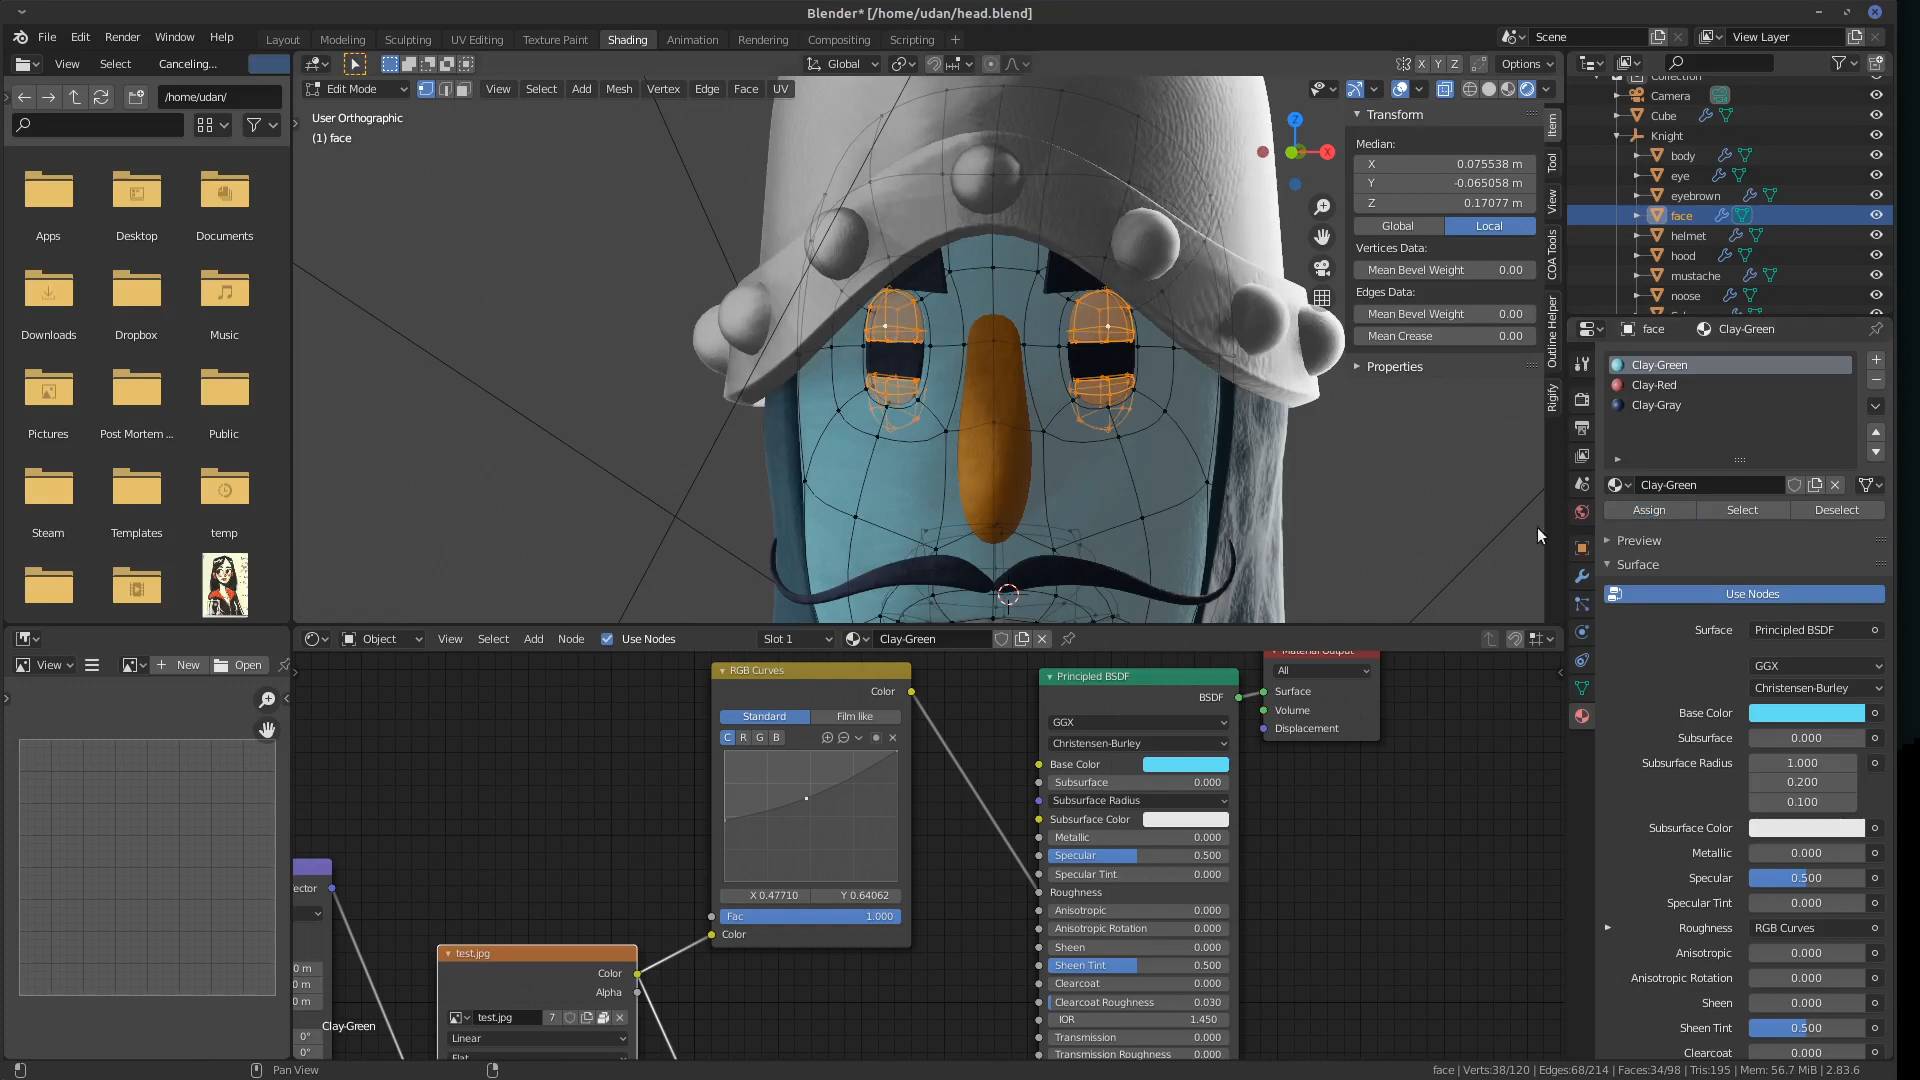 Blender* [/home/udan/head.blend]
File Edit Render Window Help
Layout Modeling Sculpting UV Editing Texture Paint Shading Animation Rendering Compositing Scripting +
Scene View Layer
View Select Canceling...
Global X Y Z Options
/home/udan/
Edit Mode View Select Add Mesh Vertex Edge Face UV
User Orthographic
(1) face
Z
X
Transform
Median:
X 0.075538 m
Y -0.065058 m
Z 0.17077 m
Global Local
Vertices Data:
Mean Bevel Weight 0.00
Edges Data:
Mean Bevel Weight 0.00
Mean Crease 0.00
Properties
Item
Tool
View
COA Tools
Outline Helper
Rigify
Apps Desktop Documents
Downloads Dropbox Music
Pictures Post Mortem ... Public
Steam Templates temp
Collection
Camera
Cube
Knight
body
eye
eyebrown
face
helmet
hood
mustache
noose
face Clay-Green
Clay-Green
Clay-Red
Clay-Gray
Clay-Green
Assign Select Deselect
Preview
Surface
Use Nodes
Surface Principled BSDF
GGX
Christensen-Burley
Base Color
Subsurface 0.000
Subsurface Radius 1.000
0.200
0.100
Subsurface Color
Metallic 0.000
Specular 0.500
Specular Tint 0.000
Roughness RGB Curves
Anisotropic 0.000
Anisotropic Rotation 0.000
Sheen 0.000
Sheen Tint 0.500
Clearcoat 0.000
View New Open
Object View Select Add Node Use Nodes Slot 1 Clay-Green
RGB Curves
Color
Standard Film like
C R G B
X 0.47710 Y 0.64062
Fac 1.000
Color
test.jpg
Color
Alpha
test.jpg 7
Linear
Flat
ector
0 m
0 m
0 m
0°
0°
Clay-Green
Principled BSDF
BSDF
GGX
Christensen-Burley
Base Color
Subsurface 0.000
Subsurface Radius
Subsurface Color
Metallic 0.000
Specular 0.500
Specular Tint 0.000
Roughness
Anisotropic 0.000
Anisotropic Rotation 0.000
Sheen 0.000
Sheen Tint 0.500
Clearcoat 0.000
Clearcoat Roughness 0.030
IOR 1.450
Transmission 0.000
Transmission Roughness 0.000
Material Output
All
Surface
Volume
Displacement
Pan View
face | Verts:38/120 | Edges:68/214 | Faces:34/98 | Tris:195 | Mem: 56.7 MiB | 2.83.6